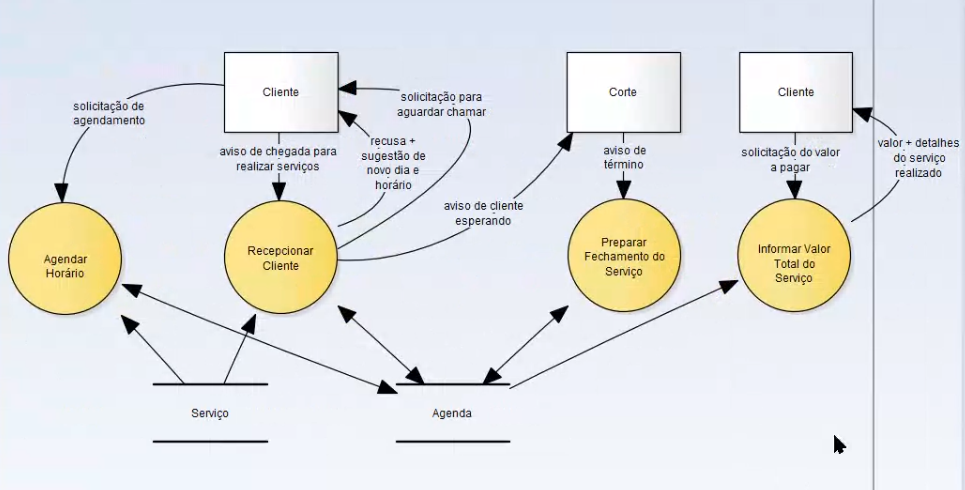 Cliente
Corte
Cliente
solicitação de
agendamento
solicitação para
aguardar chamar
aviso de chegada para
realizar serviços
recusa +
sugestão de
novo dia e
horário
aviso de
término
solicitação do valor
a pagar
valor + detalhes
do serviço
realizado
aviso de cliente
esperando
Agendar
Horário
Recepcionar
Cliente
Preparar
Fechamento do
Serviço
Informar Valor
Total do
Serviço
Serviço
Agenda